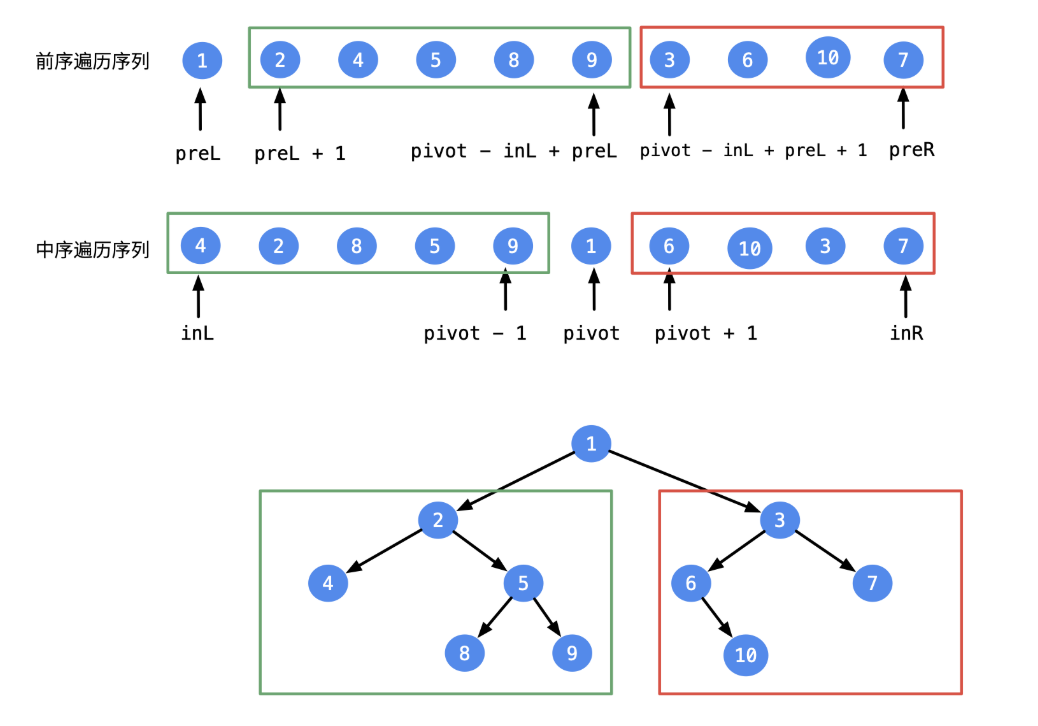 前序遍历序列 1 2 4 5 8 9 3 6 10 7
preL preL + 1 pivot - inL + preL pivot - inL + preL + 1 preR
中序遍历序列 4 2 8 5 9 1 6 10 3 7
inL pivot - 1 pivot pivot + 1 inR
1
2 3
4 5 6 7
8 9 10